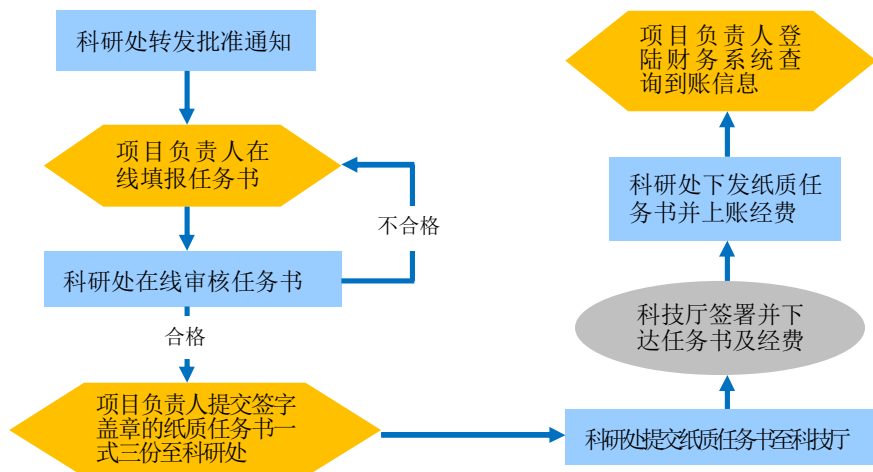 科研处转发批准通知
项目负责人在
线填报任务书
不合格
科研处在线审核任务书
合格
项目负责人提交签字
盖章的纸质任务书一
式三份至科研处
科研处提交纸质任务书至科技厅
科技厅签署并下
达任务书及经费
科研处下发纸质任
务书并上账经费
项目负责人登
陆财务系统查
询到账信息